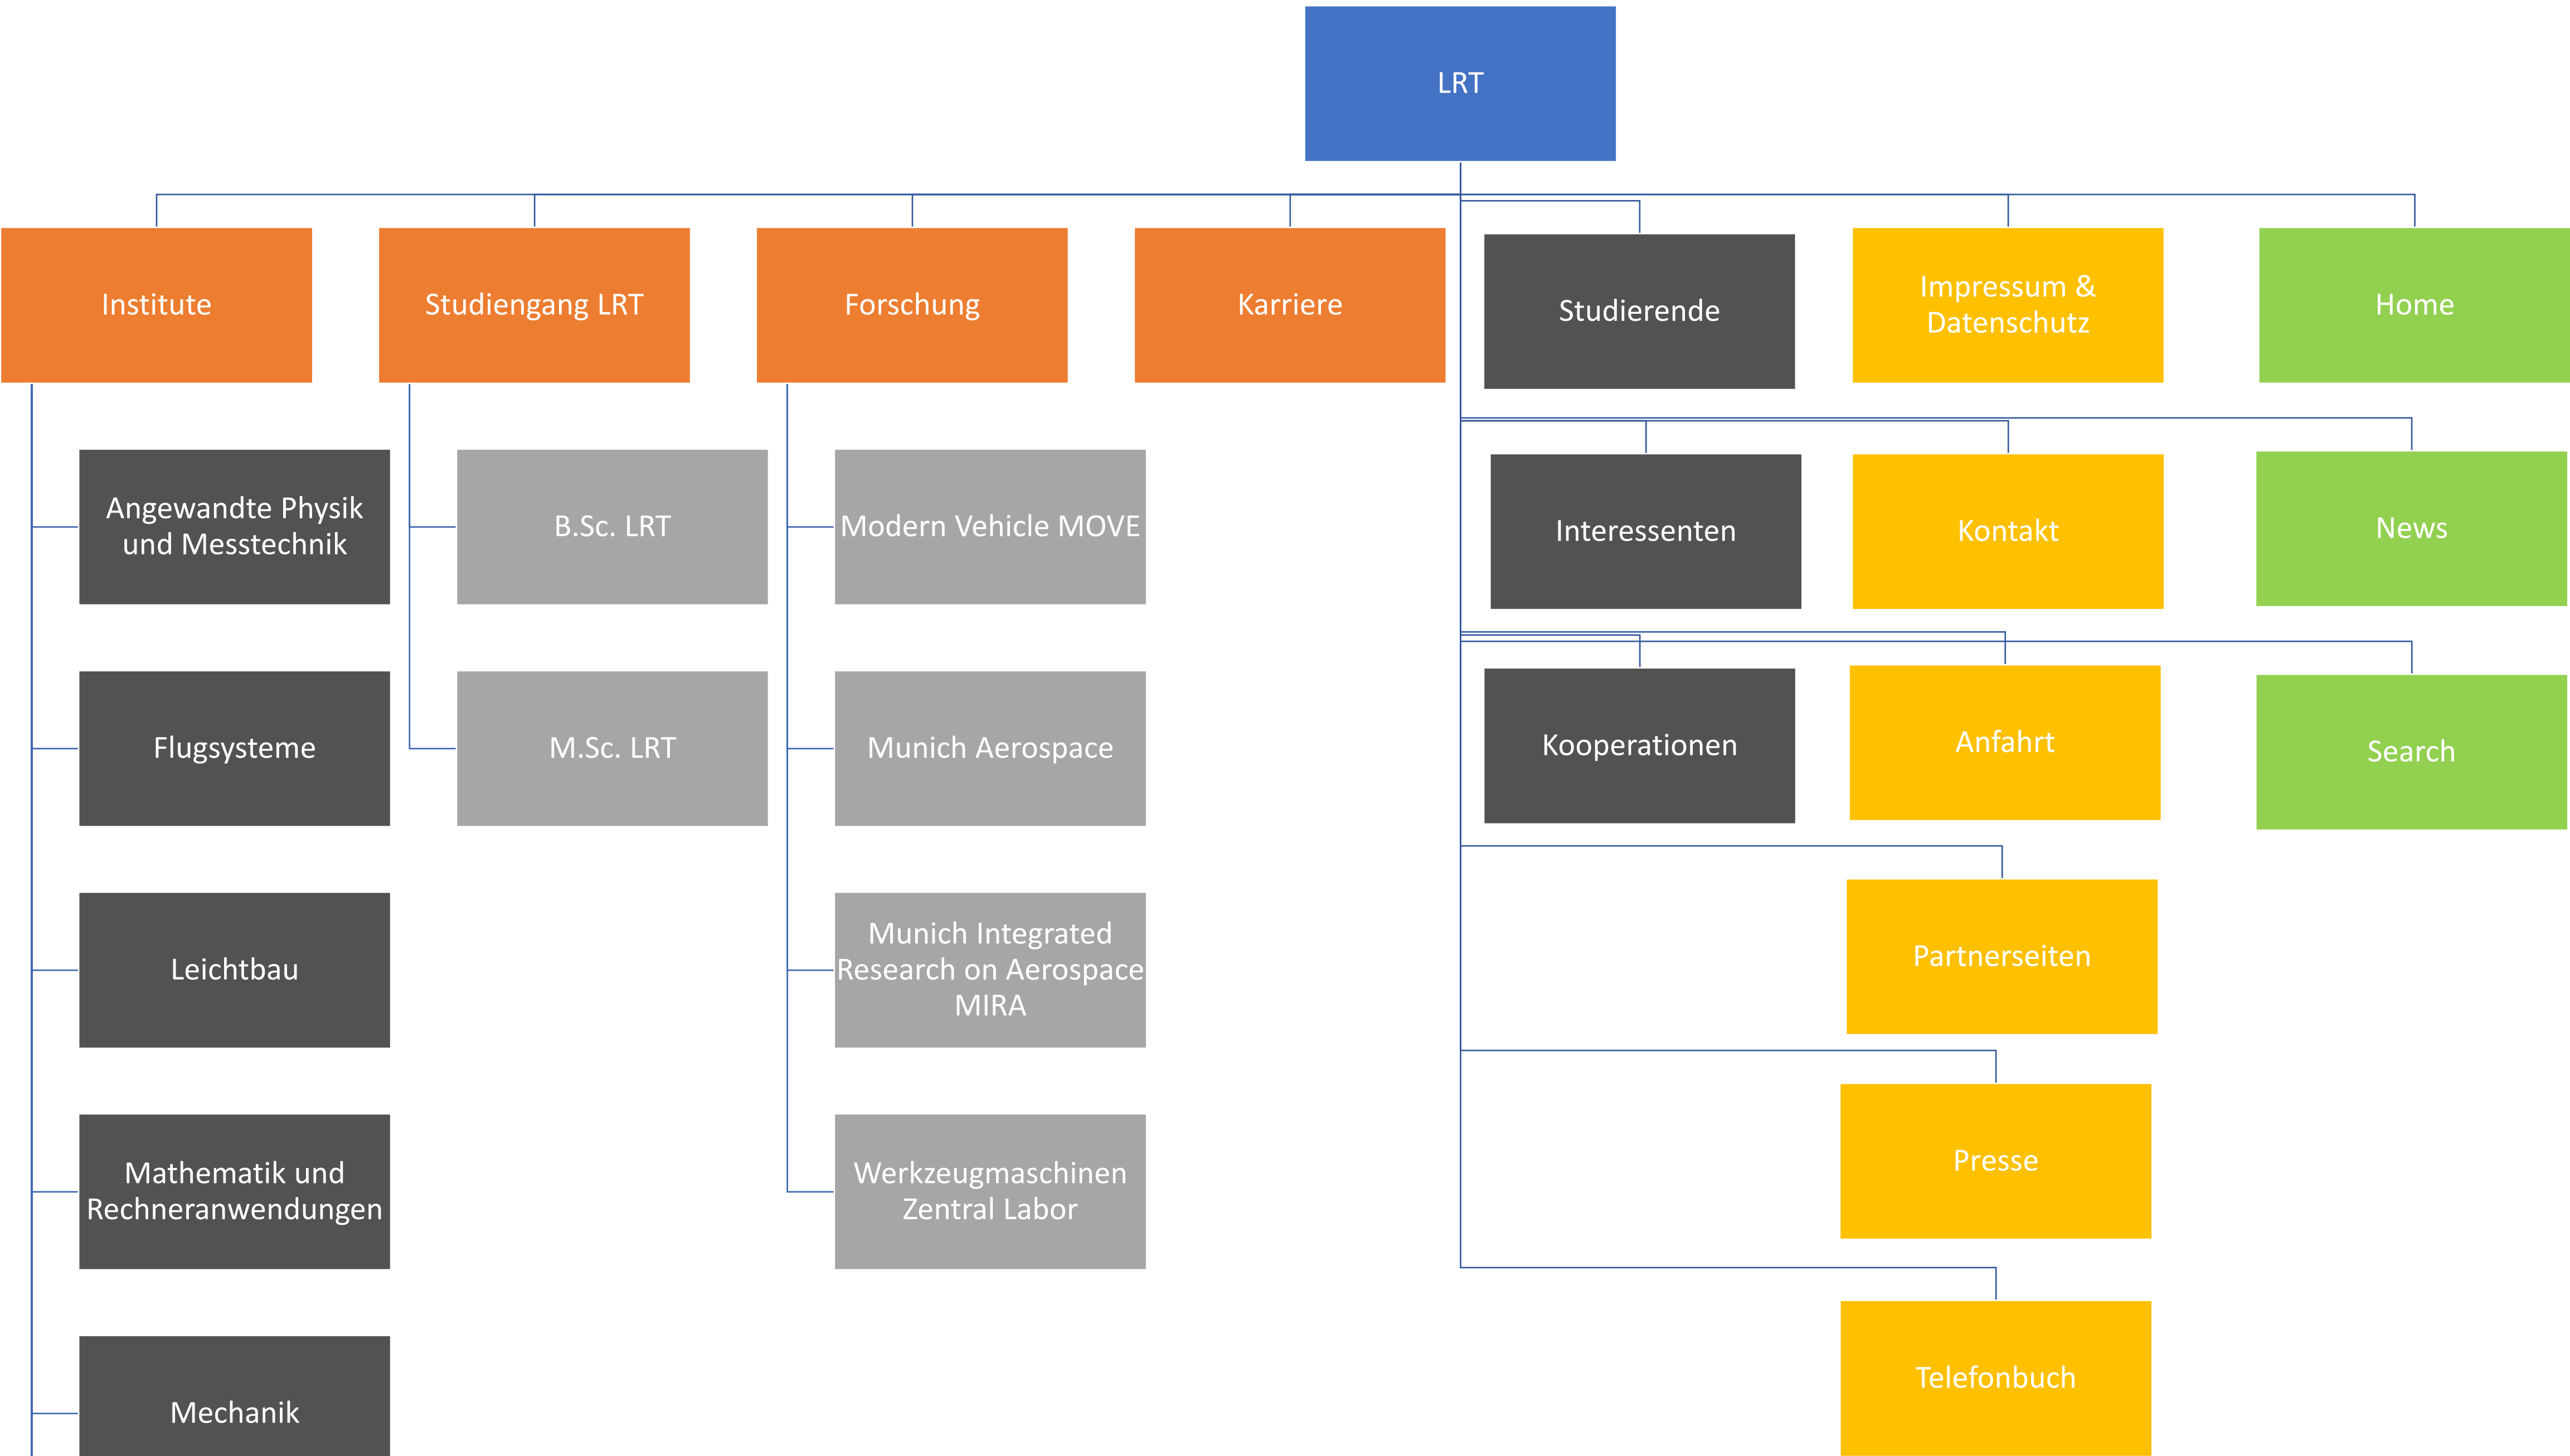 LRT
Institute
Studiengang LRT
Forschung
Karriere
Studierende
Impressum &
Datenschutz
Home
Angewandte Physik
und Messtechnik
B.Sc. LRT
Modern Vehicle MOVE
Interessenten
Kontakt
News
Flugsysteme
M.Sc. LRT
Munich Aerospace
Kooperationen
Anfahrt
Search
Leichtbau
Munich Integrated
Research on Aerospace
MIRA
Partnerseiten
Mathematik und
Rechneranwendungen
Werkzeugmaschinen
Zentral Labor
Presse
Mechanik
Telefonbuch